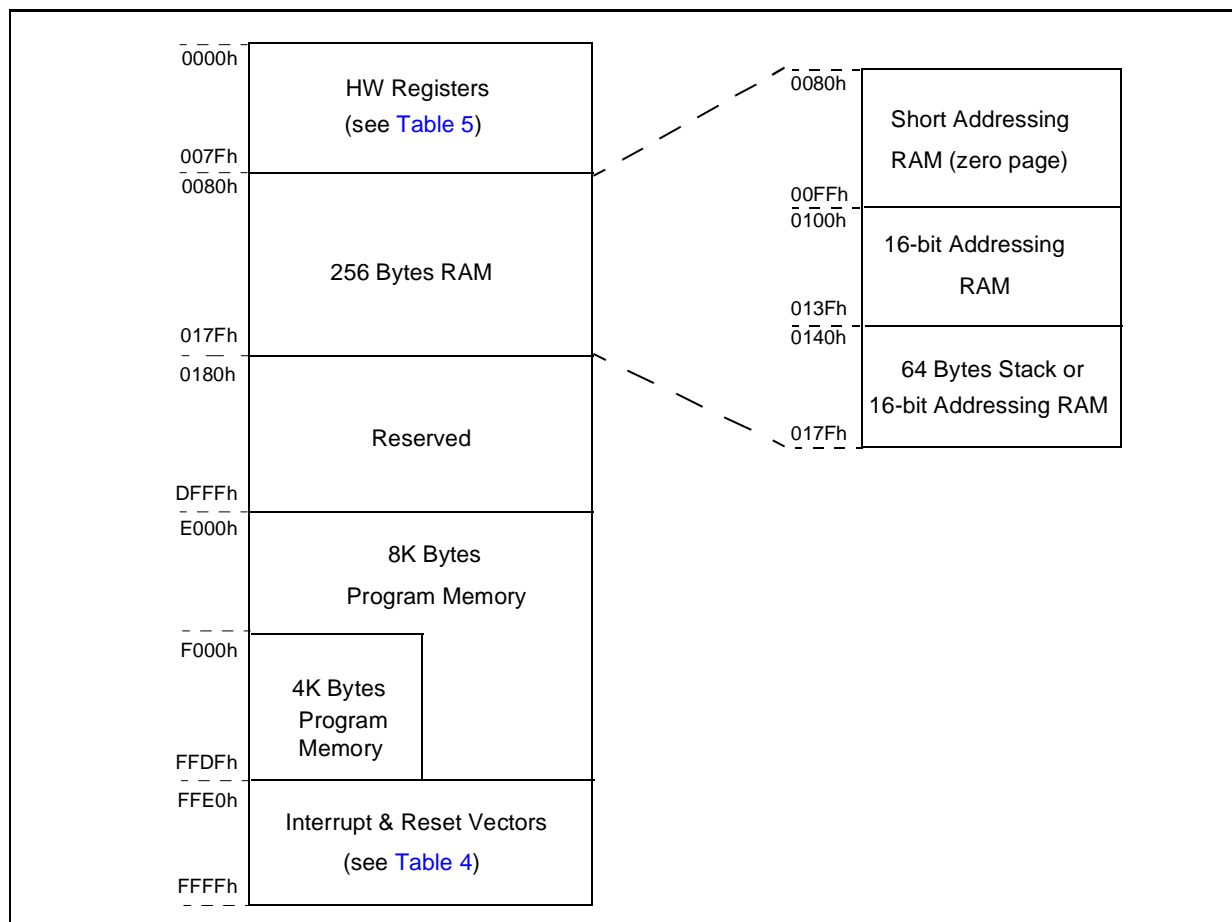 0000h
HW Registers
(see Table 5)
007Fh
0080h
256 Bytes RAM
017Fh
0180h
Reserved
DFFFh
E000h
8K Bytes
Program Memory
F000h
4K Bytes
Program
Memory
FFDFh
FFE0h
Interrupt & Reset Vectors
(see Table 4)
FFFFh
0080h
Short Addressing
RAM (zero page)
00FFh
0100h
16-bit Addressing
RAM
013Fh
0140h
64 Bytes Stack or
16-bit Addressing RAM
017Fh